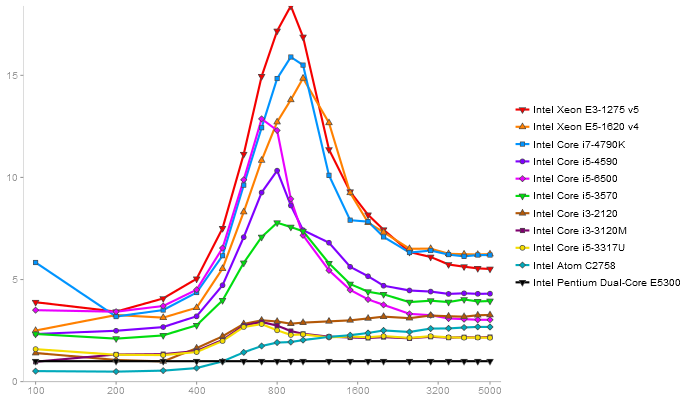 15
10
5
0
100
200
400
800
1600
3200
5000
Intel Xeon E3-1275 v5
Intel Xeon E5-1620 v4
Intel Core i7-4790K
Intel Core i5-4590
Intel Core i5-6500
Intel Core i5-3570
Intel Core i3-2120
Intel Core i3-3120M
Intel Core i5-3317U
Intel Atom C2758
Intel Pentium Dual-Core E5300